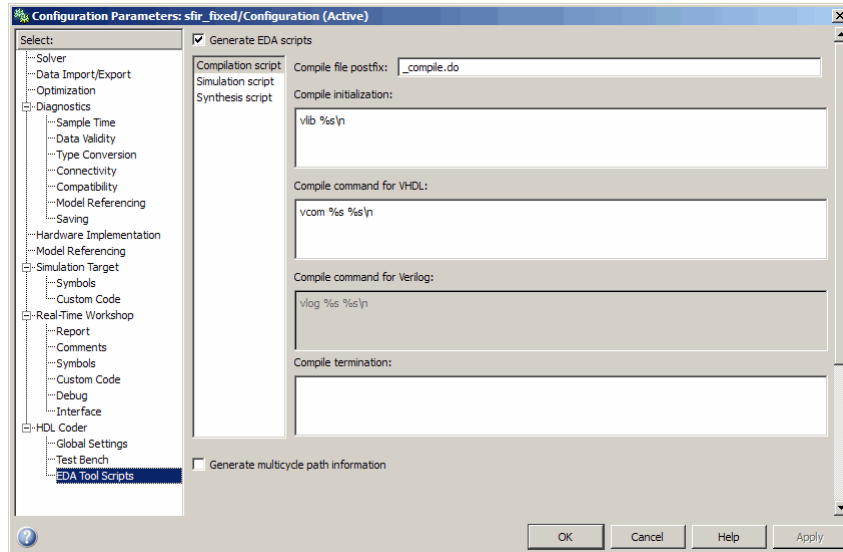 Configuration Parameters: sfir_fixed/Configuration (Active)
Select:
Solver
Data Import/Export
Optimization
Diagnostics
Sample Time
Data Validity
Type Conversion
Connectivity
Compatibility
Model Referencing
Saving
Hardware Implementation
Model Referencing
Simulation Target
Symbols
Custom Code
Real-Time Workshop
Report
Comments
Symbols
Custom Code
Debug
Interface
HDL Coder
Global Settings
Test Bench
EDA Tool Scripts
Generate EDA scripts
Compilation script
Simulation script
Synthesis script
Compile file postfix: _compile.do
Compile initialization:
vlib %s\n
Compile command for VHDL:
vcom %s %s\n
Compile command for Verilog:
vlog %s %s\n
Compile termination:
Generate multicycle path information
OK Cancel Help Apply